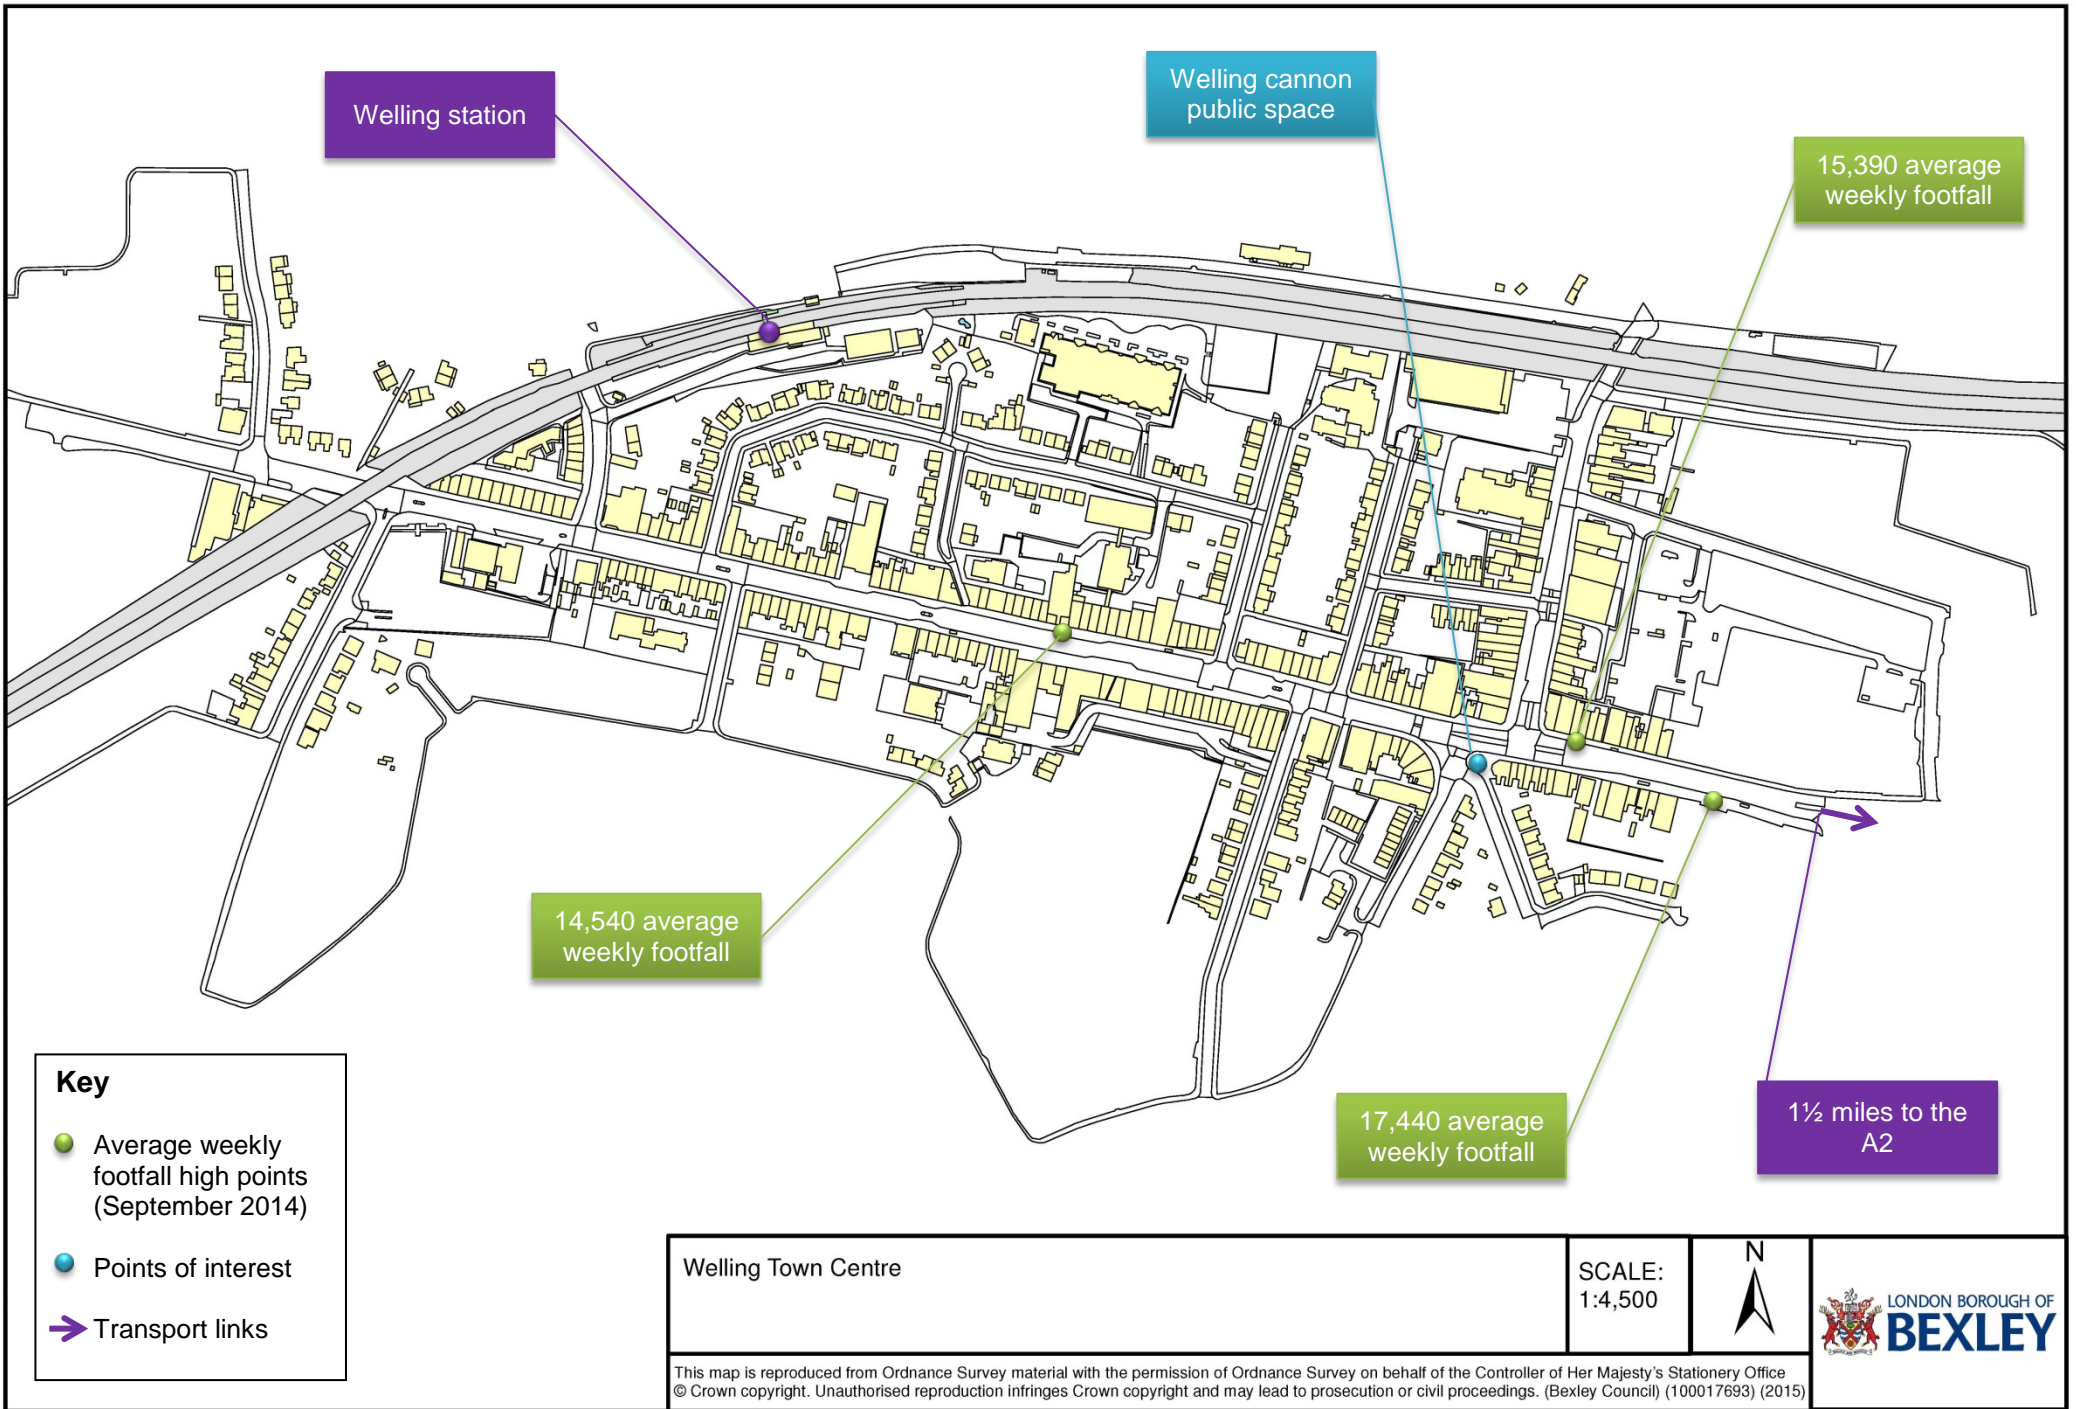 Welling station
Welling cannon
public space
15,390 average
weekly footfall
14,540 average
weekly footfall
17,440 average
weekly footfall
1½ miles to the
A2
Key
Average weekly
footfall high points
(September 2014)
Points of interest
Transport links
Welling Town Centre
SCALE:
1:4,500
N
LONDON BOROUGH OF
BEXLEY
This map is reproduced from Ordnance Survey material with the permission of Ordnance Survey on behalf of the Controller of Her Majesty's Stationery Office
© Crown copyright. Unauthorised reproduction infringes Crown copyright and may lead to prosecution or civil proceedings. (Bexley Council) (100017693) (2015)